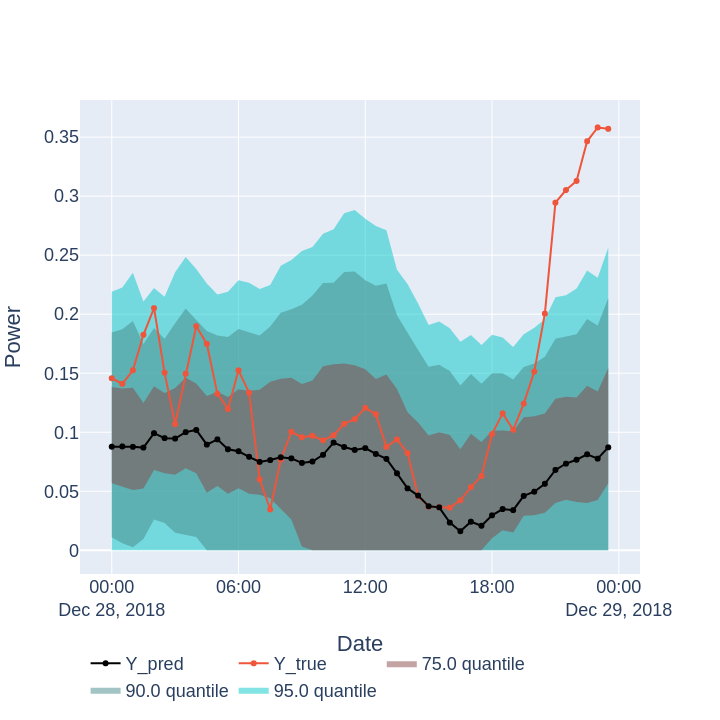 0.35
0.3
0.25
0.2
0.15
0.1
0.05
0
Power
00:00 06:00 12:00 18:00 00:00
Dec 28, 2018 Dec 29, 2018
Date
Y_pred Y_true 75.0 quantile
90.0 quantile 95.0 quantile